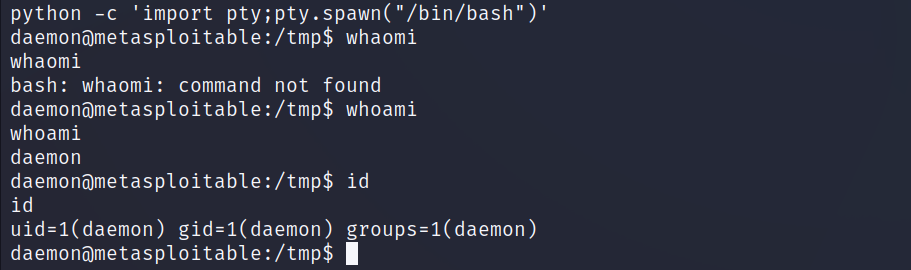 python -c 'import pty;pty.spawn("/bin/bash")'
daemon@metasploitable:/tmp$ whaomi
whaomi
bash: whaomi: command not found
daemon@metasploitable:/tmp$ whoami
whoami
daemon
daemon@metasploitable:/tmp$ id
id
uid=1(daemon) gid=1(daemon) groups=1(daemon)
daemon@metasploitable:/tmp$